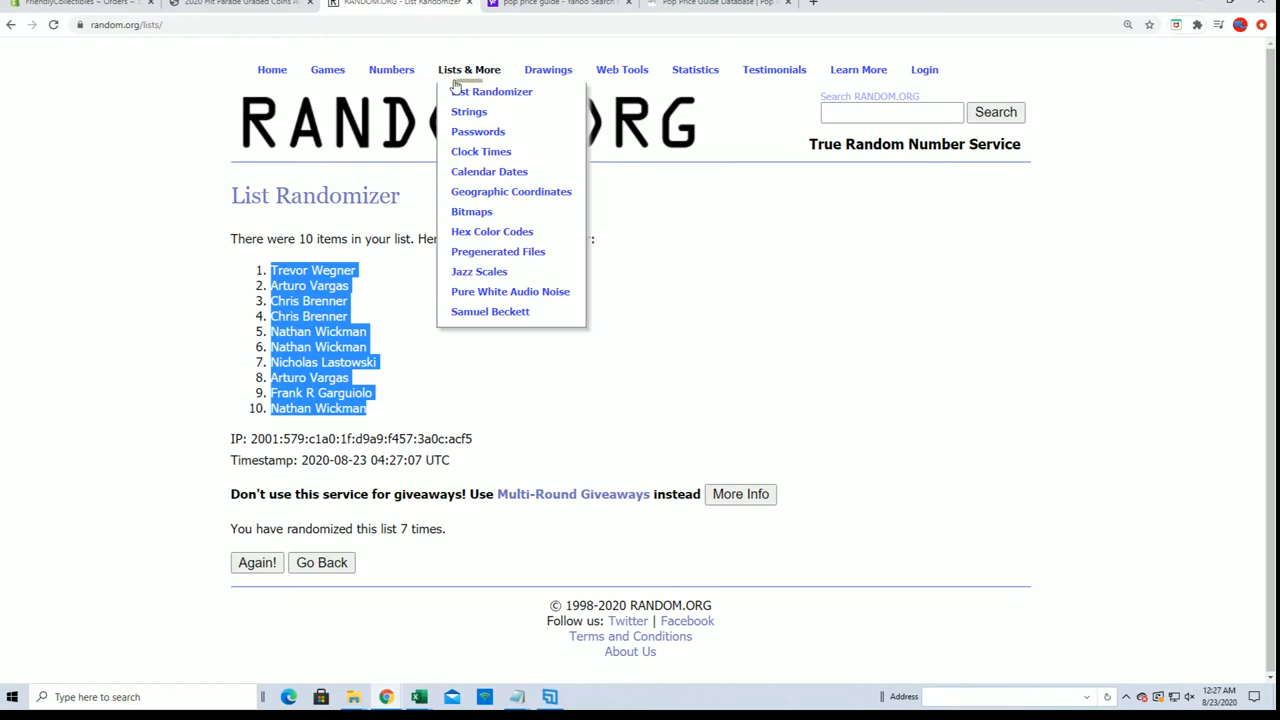 FriendlyCollectibles ~ Orders ~
2020 Hit Parade Graded Coins
RANDOM.ORG - List Randomizer
pop price guide - Yahoo Search
Pop Price Guide Database | Pop
random.org/lists/
Home Games Numbers Lists & More Drawings Web Tools Statistics Testimonials Learn More Login
List Randomizer
Strings
Passwords
Clock Times
Calendar Dates
Geographic Coordinates
Bitmaps
Hex Color Codes
Pregenerated Files
Jazz Scales
Pure White Audio Noise
Samuel Beckett
Search RANDOM.ORG
Search
True Random Number Service
RAND RG
List Randomizer
There were 10 items in your list. Her :
1. Trevor Wegner
2. Arturo Vargas
3. Chris Brenner
4. Chris Brenner
5. Nathan Wickman
6. Nathan Wickman
7. Nicholas Lastowski
8. Arturo Vargas
9. Frank R Garguiolo
10. Nathan Wickman
IP: 2001:579:c1a0:1f:d9a9:f457:3a0c:acf5
Timestamp: 2020-08-23 04:27:07 UTC
Don't use this service for giveaways! Use Multi-Round Giveaways instead More Info
You have randomized this list 7 times.
Again! Go Back
© 1998-2020 RANDOM.ORG
Follow us: Twitter | Facebook
Terms and Conditions
About Us
Type here to search
Address
12:27 AM
8/23/2020